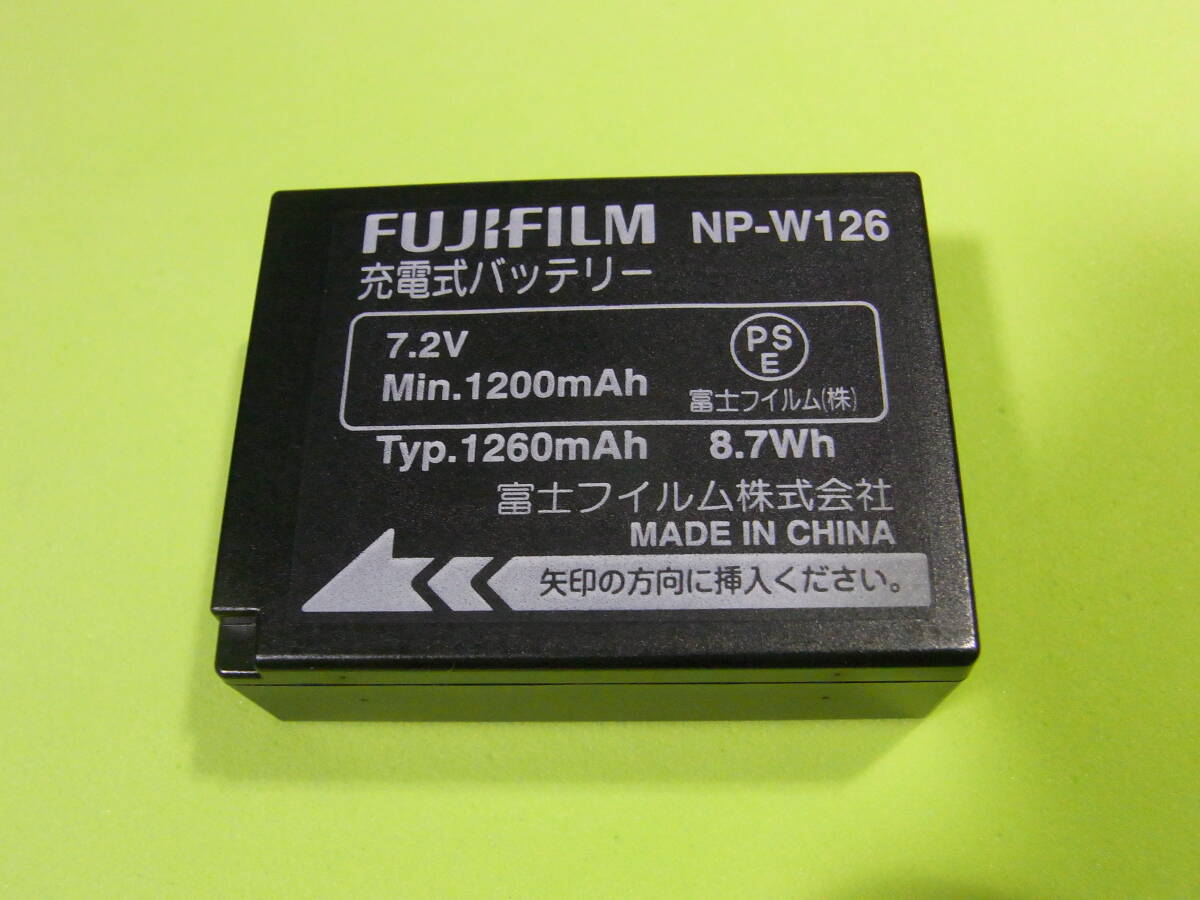 FUJIFILM NP-W126
充電式バッテリー
7.2V
Min.1200mAh
PS
E
富士フイルム(株)
Typ.1260mAh 8.7Wh
富士フイルム株式会社
MADE IN CHINA
矢印の方向に挿入ください。